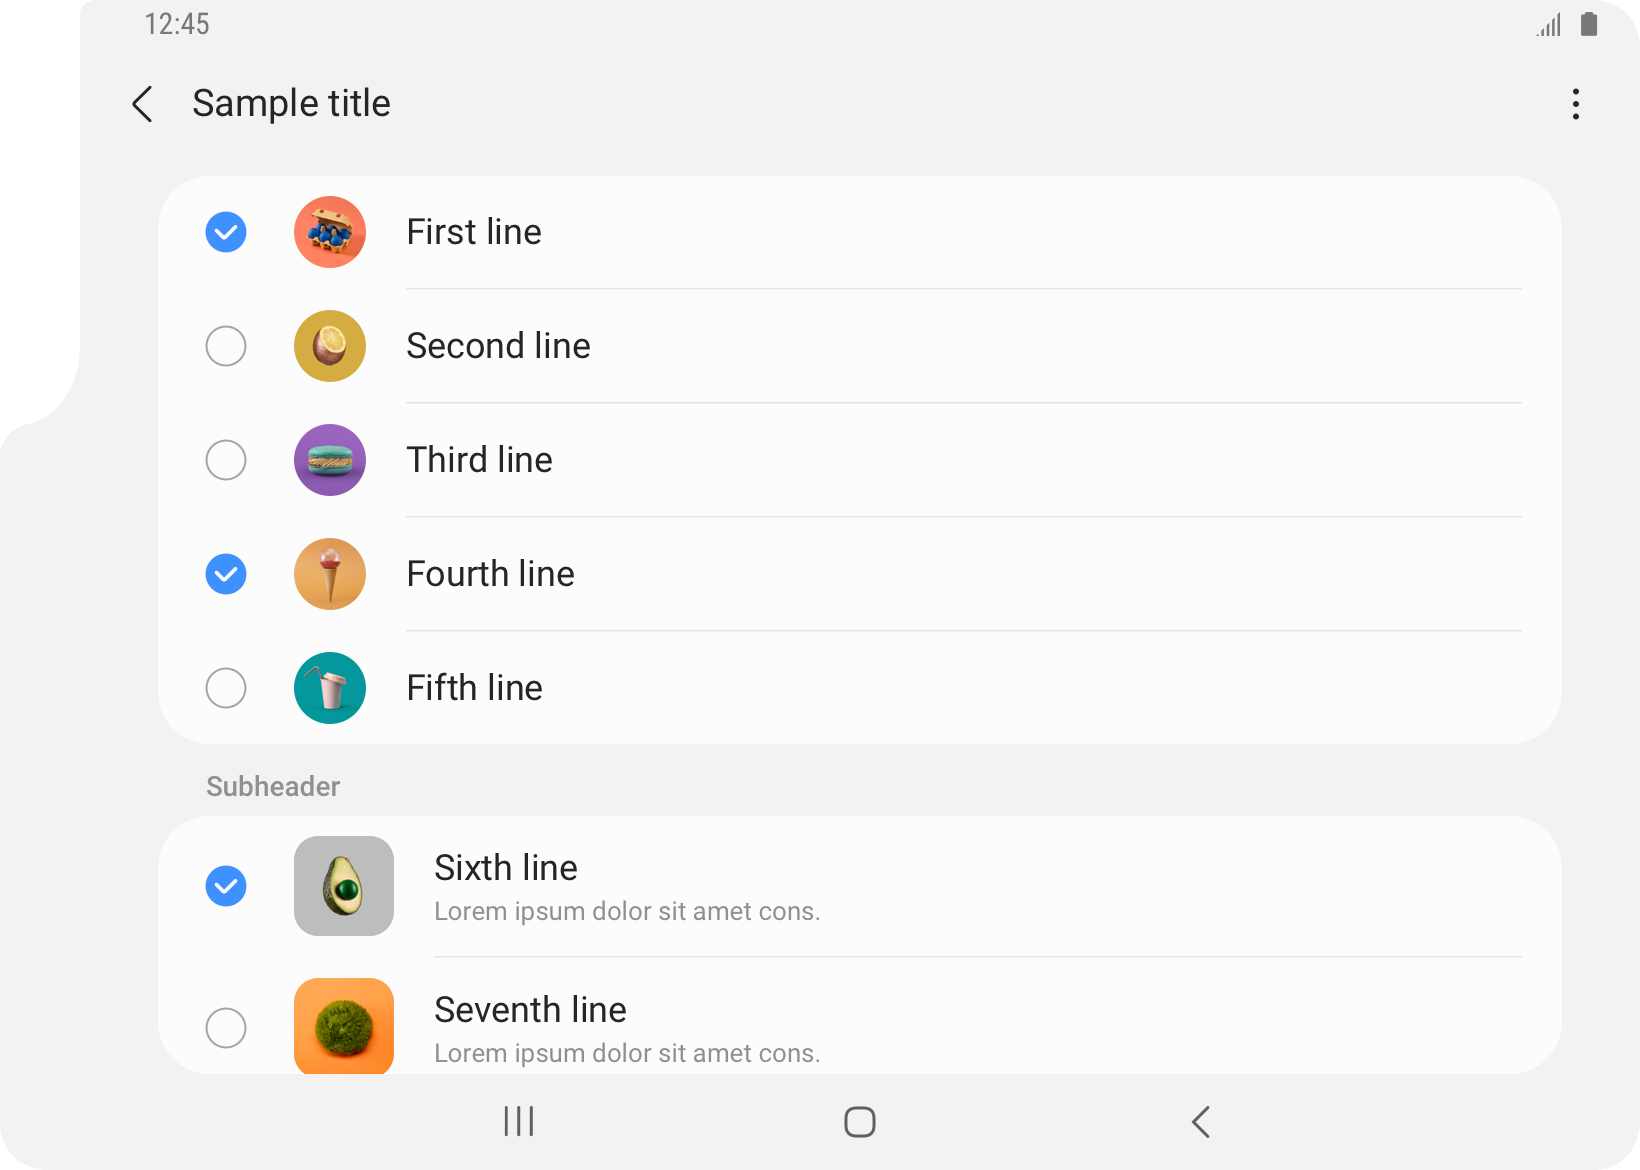 12:45
Sample title
First line
Second line
Third line
Fourth line
Fifth line
Subheader
Sixth line
Lorem ipsum dolor sit amet cons.
Seventh line
Lorem ipsum dolor sit amet cons.